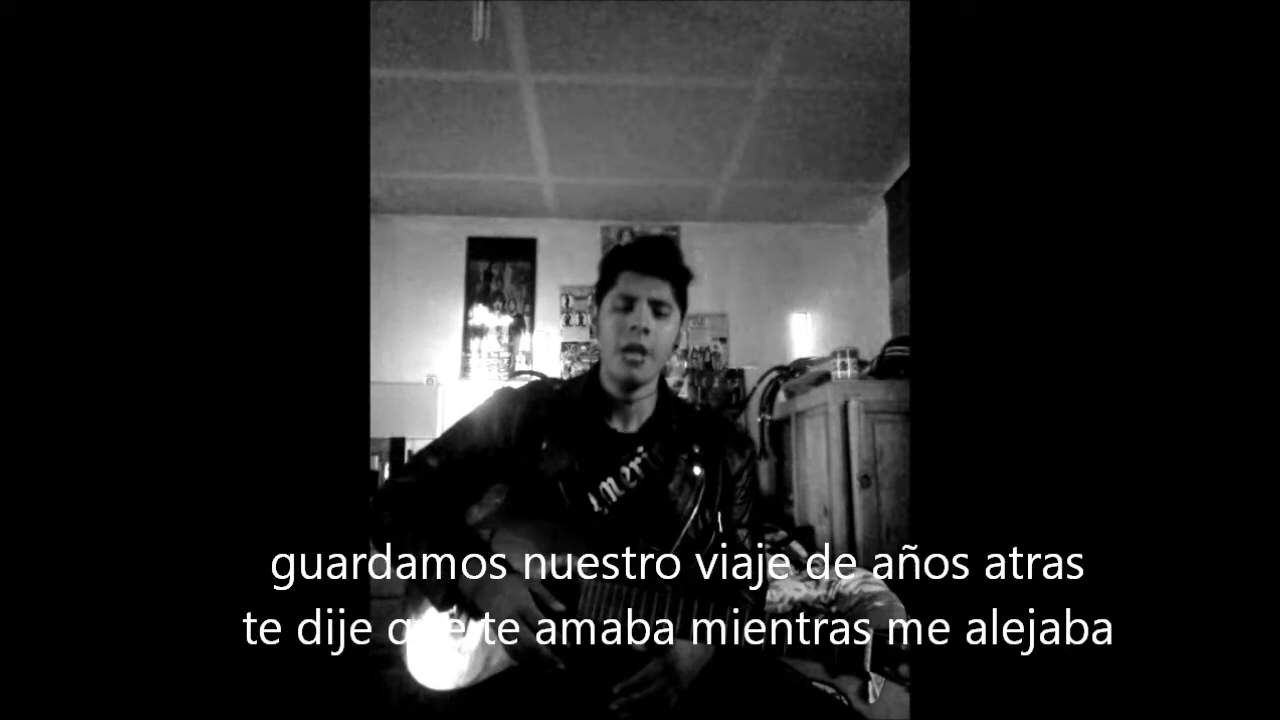 guardamos nuestro viaje de años atras
te dije que te amaba mientras me alejaba